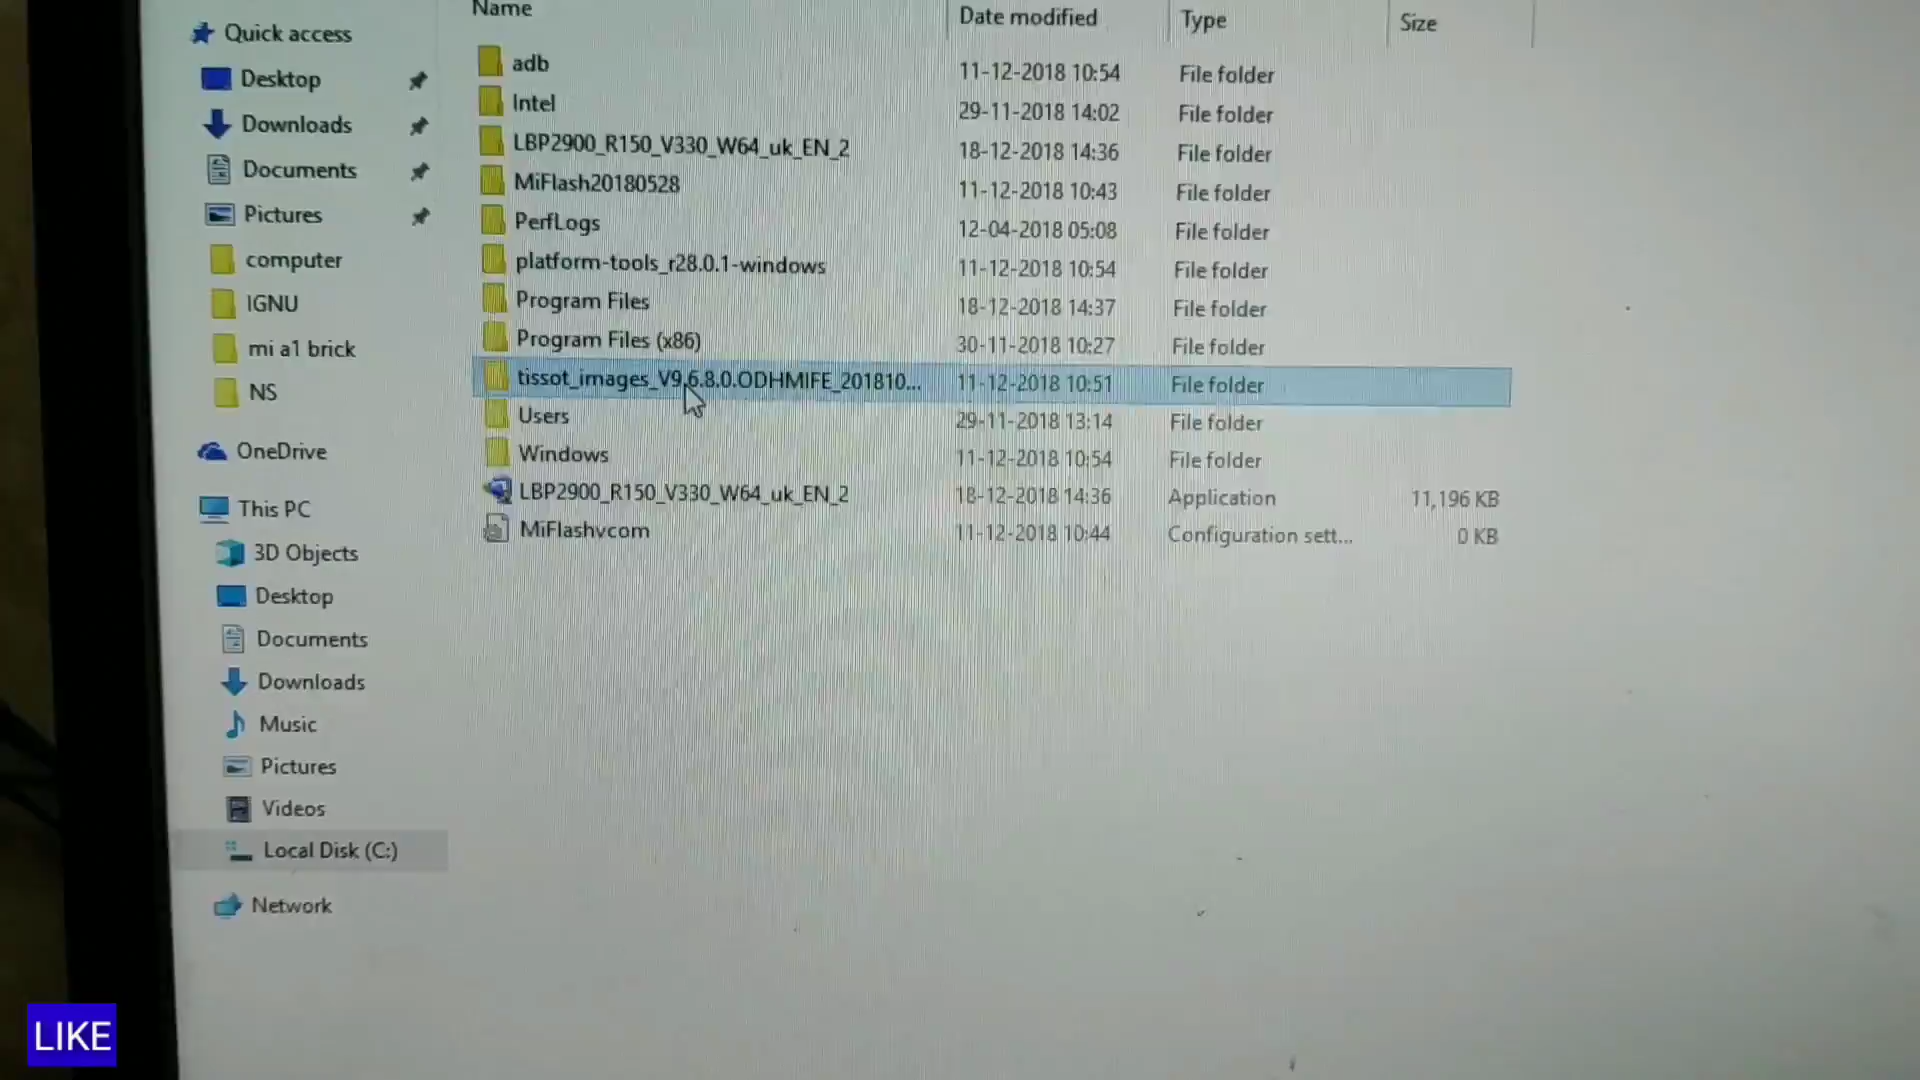 Quick access
Desktop
Downloads
Documents
Pictures
computer
IGNU
mi a1 brick
NS
OneDrive
This PC
3D Objects
Desktop
Documents
Downloads
Music
Pictures
Videos
Local Disk (C:)
Network
Name Date modified Type Size
adb 11-12-2018 10:54 File folder
Intel 29-11-2018 14:02 File folder
LBP2900_R150_V330_W64_uk_EN_2 18-12-2018 14:36 File folder
MiFlash20180528 11-12-2018 10:43 File folder
PerfLogs 12-04-2018 05:08 File folder
platform-tools_r28.0.1-windows 11-12-2018 10:54 File folder
Program Files 18-12-2018 14:37 File folder
Program Files (x86) 30-11-2018 10:27 File folder
tissot_images_V9.6.8.0.ODHMIFE_201810... 11-12-2018 10:51 File folder
Users 29-11-2018 13:14 File folder
Windows 11-12-2018 10:54 File folder
LBP2900_R150_V330_W64_uk_EN_2 18-12-2018 14:36 Application 11,196 KB
MiFlashvcom 11-12-2018 10:44 Configuration sett... 0 KB
LIKE